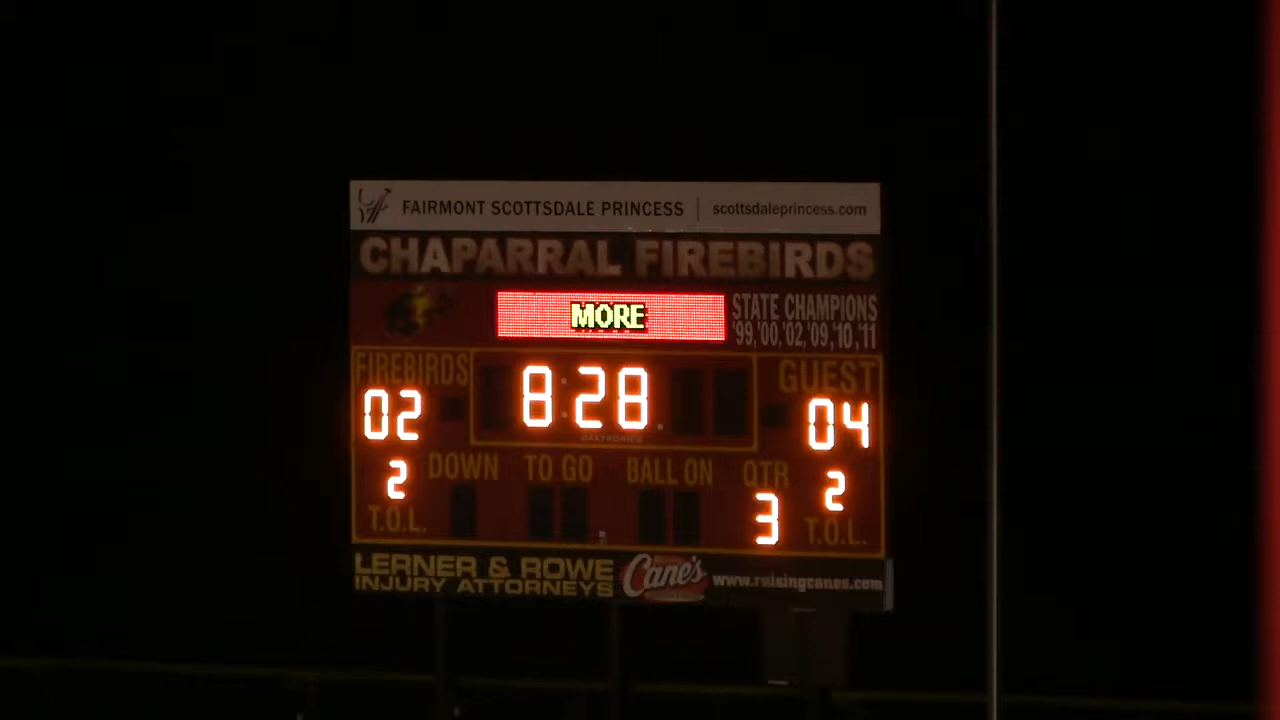 FAIRMONT SCOTTSDALE PRINCESS | scottsdaleprincess.com
CHAPARRAL FIREBIRDS
MORE
STATE CHAMPIONS
'99,'00,'02,'09,'10,'11
FIREBIRDS 8:28 GUEST
02 04
DAKTRONICS
DOWN TO GO BALL ON QTR
2 3 2
T.O.L. T.O.L.
LERNER & ROWE
INJURY ATTORNEYS
Cane's www.raisingcanes.com